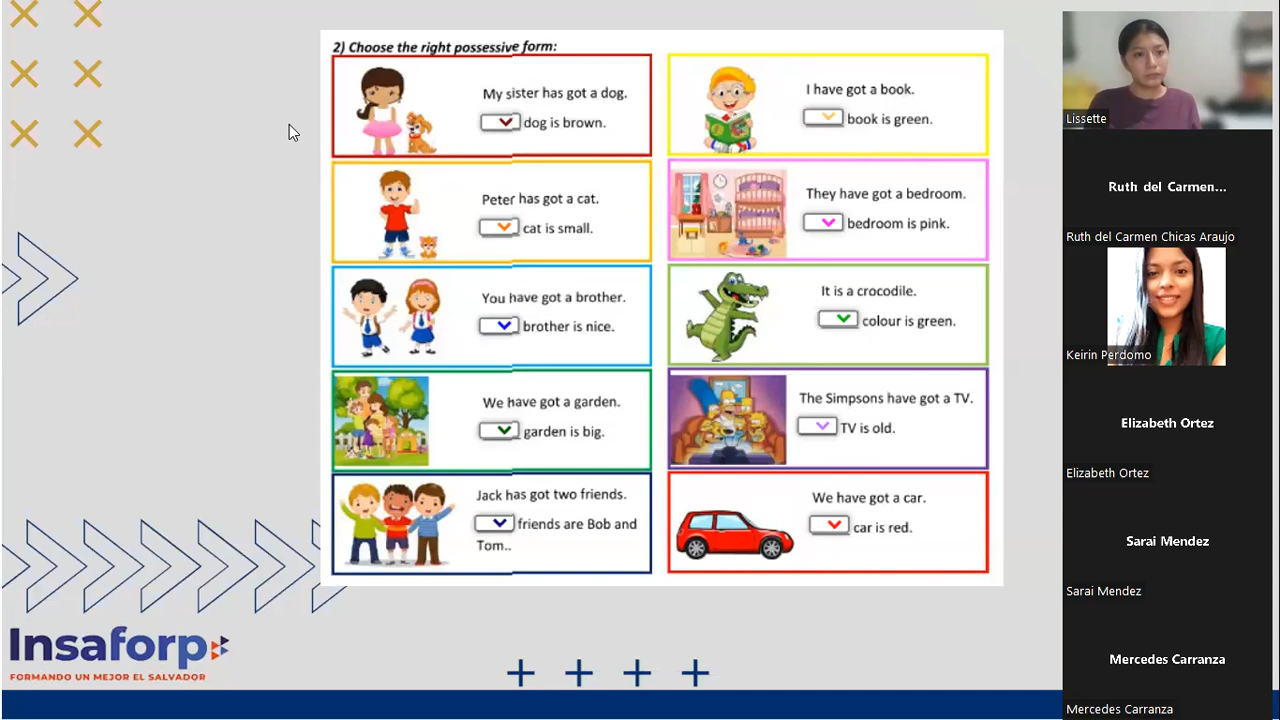 2) Choose the right possessive form:
My sister has got a dog.
dog is brown.
Peter has got a cat.
cat is small.
You have got a brother.
brother is nice.
We have got a garden.
garden is big.
Jack has got two friends.
friends are Bob and
Tom..
I have got a book.
book is green.
They have got a bedroom.
bedroom is pink.
It is a crocodile.
colour is green.
The Simpsons have got a TV.
TV is old.
We have got a car.
car is red.
Insaforp
FORMANDO UN MEJOR EL SALVADOR
Lissette
Ruth del Carmen...
Ruth del Carmen Chicas Araujo
Keirin Perdomo
Elizabeth Ortez
Elizabeth Ortez
Sarai Mendez
Sarai Mendez
Mercedes Carranza
Mercedes Carranza